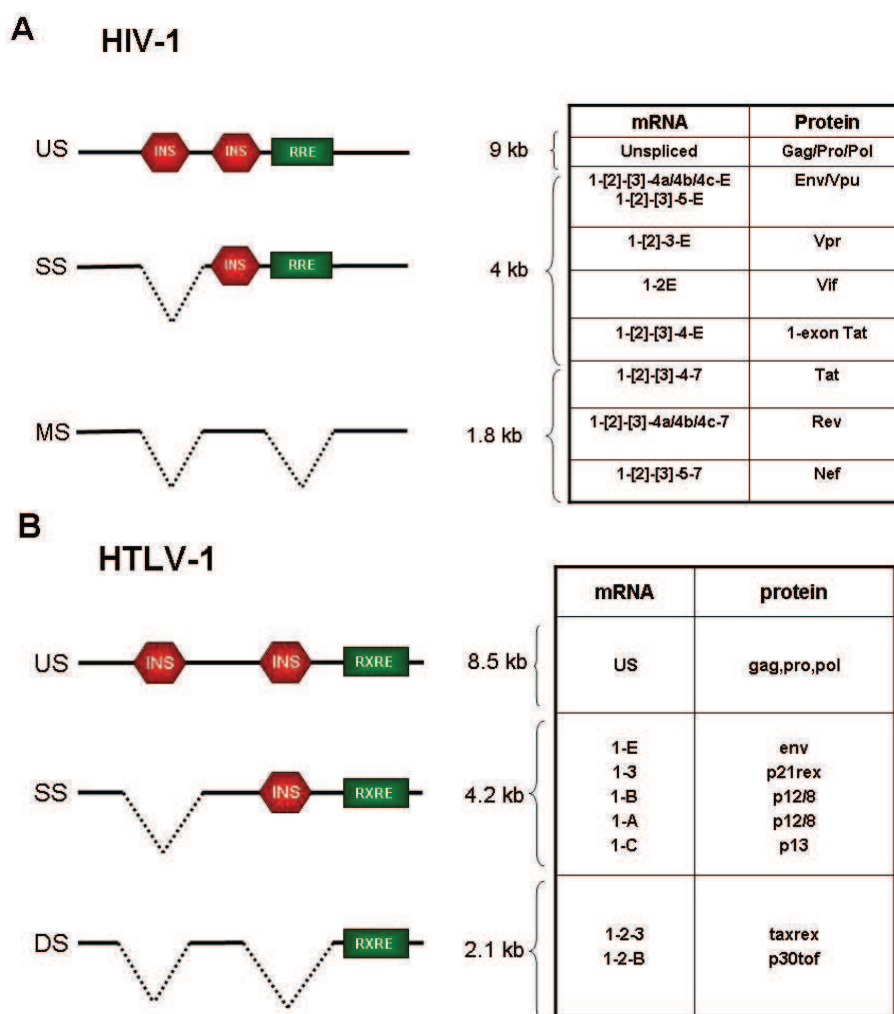 A
HIV-1
US
INS
INS
RRE
SS
INS
RRE
MS
9 kb
4 kb
1.8 kb
mRNA Protein
Unspliced Gag/Pro/Pol
1-[2]-[3]-4a/4b/4c-E Env/Vpu
1-[2]-[3]-5-E
1-[2]-3-E Vpr
1-2E Vif
1-[2]-[3]-4-E 1-exon Tat
1-[2]-[3]-4-7 Tat
1-[2]-[3]-4a/4b/4c-7 Rev
1-[2]-[3]-5-7 Nef
B
HTLV-1
US
INS
INS
RXRE
SS
INS
RXRE
DS
RXRE
8.5 kb
4.2 kb
2.1 kb
mRNA protein
US gag,pro,pol
1-E env
1-3 p21rex
1-B p12/8
1-A p12/8
1-C p13
1-2-3 taxrex
1-2-B p30tof